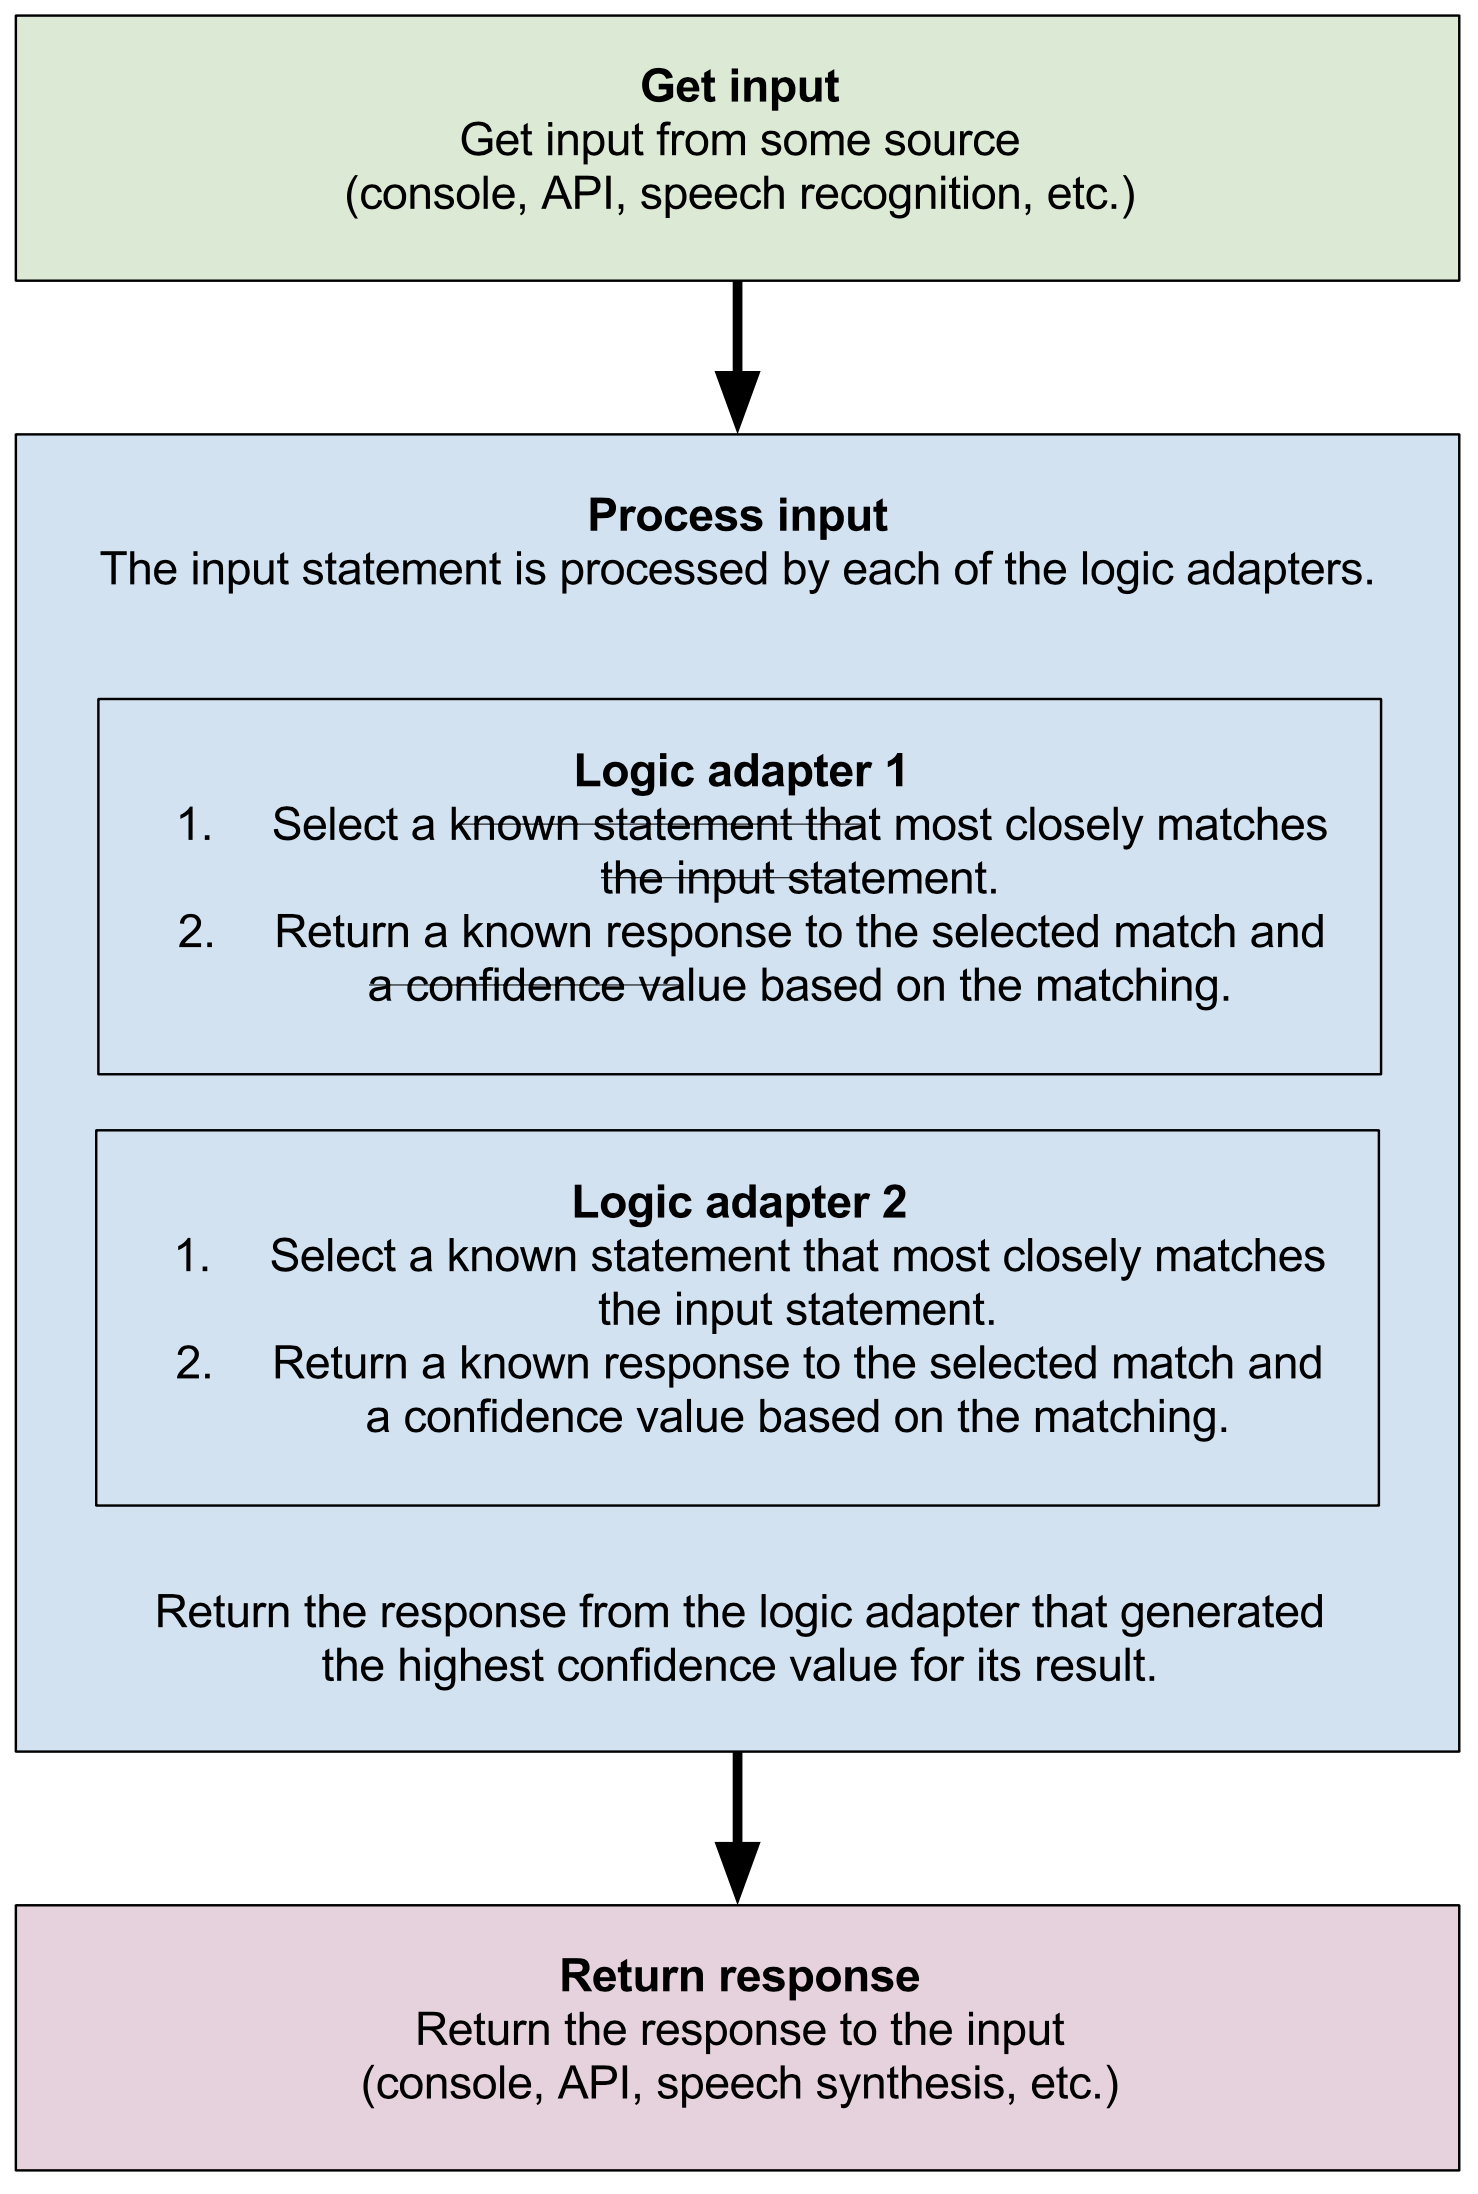 Get input
Get input from some source
(console, API, speech recognition, etc.)
Process input
The input statement is processed by each of the logic adapters.
Logic adapter 1
1. Select a known statement that most closely matches
the input statement.
2. Return a known response to the selected match and
a confidence value based on the matching.
Logic adapter 2
1. Select a known statement that most closely matches
the input statement.
2. Return a known response to the selected match and
a confidence value based on the matching.
Return the response from the logic adapter that generated
the highest confidence value for its result.
Return response
Return the response to the input
(console, API, speech synthesis, etc.)